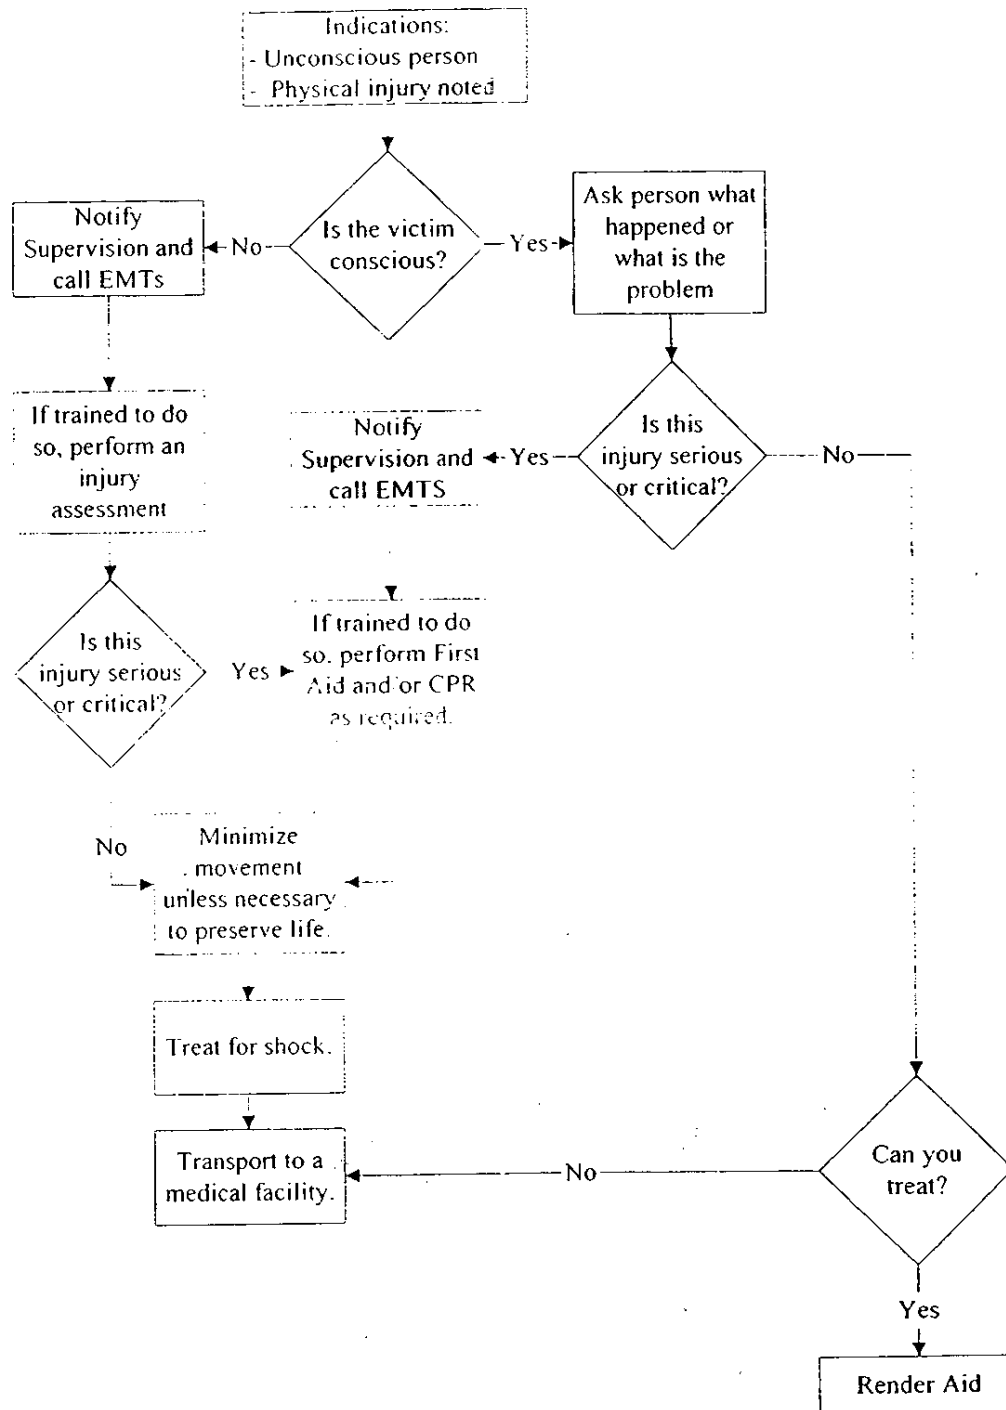 Indications:
- Unconscious person
- Physical injury noted
Is the victim
conscious?
No
Yes
Notify
Supervision and
call EMTs
Ask person what
happened or
what is the
problem
If trained to do
so, perform an
injury
assessment
Notify
Supervision and
call EMTS
Yes
Is this
injury serious
or critical?
No
Is this
injury serious
or critical?
Yes
If trained to do
so. perform First
Aid and/or CPR
as required.
No
Minimize
movement
unless necessary
to preserve life.
Treat for shock.
Transport to a
medical facility.
No
Can you
treat?
Yes
Render Aid